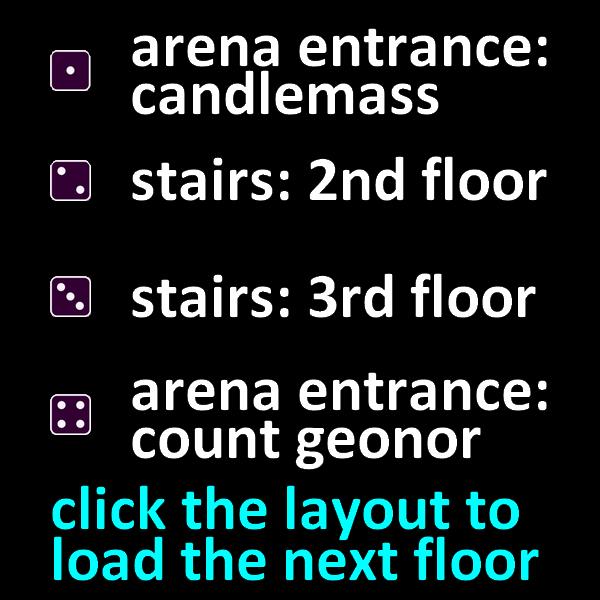 arena entrance:
candlemass
stairs: 2nd floor
stairs: 3rd floor
arena entrance:
count geonor
click the layout to
load the next floor